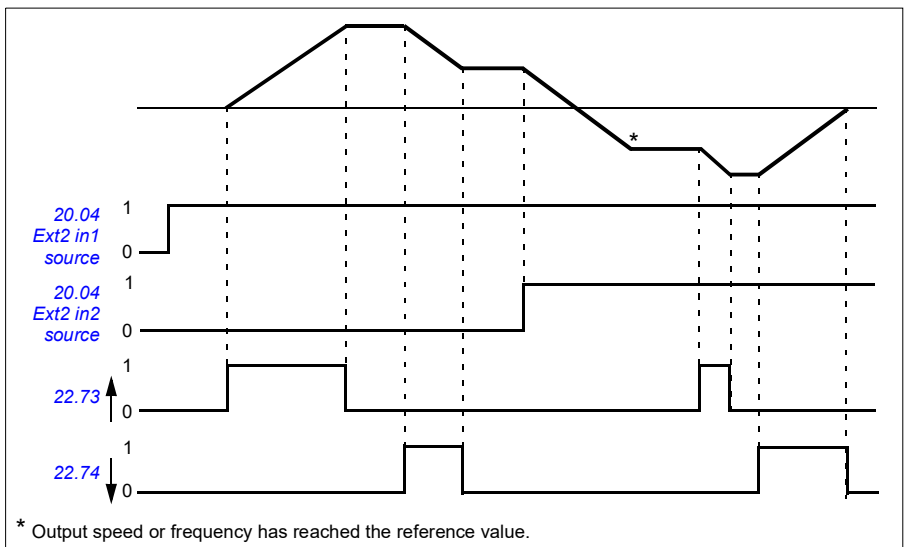 *
20.04 1
Ext2 in1
source 0
20.04 1
Ext2 in2
source 0
1
22.73
0
1
22.74
0
* Output speed or frequency has reached the reference value.